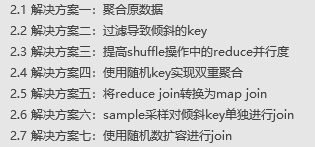 2.1 解决方案一：聚合原数据
2.2 解决方案二：过滤导致倾斜的key
2.3 解决方案三：提高shuffle操作中的reduce并行度
2.4 解决方案四：使用随机key实现双重聚合
2.5 解决方案五：将reduce join转换为map join
2.6 解决方案六：sample采样对倾斜key单独进行join
2.7 解决方案七：使用随机数扩容进行join